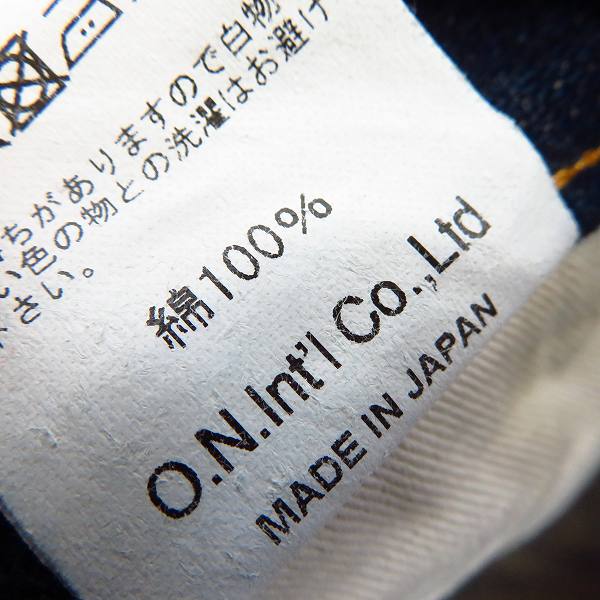 ちがありますので白物
い色の物との洗濯はお避け
さい。
綿100%
O.N.Int'l Co.,Ltd
MADE IN JAPAN